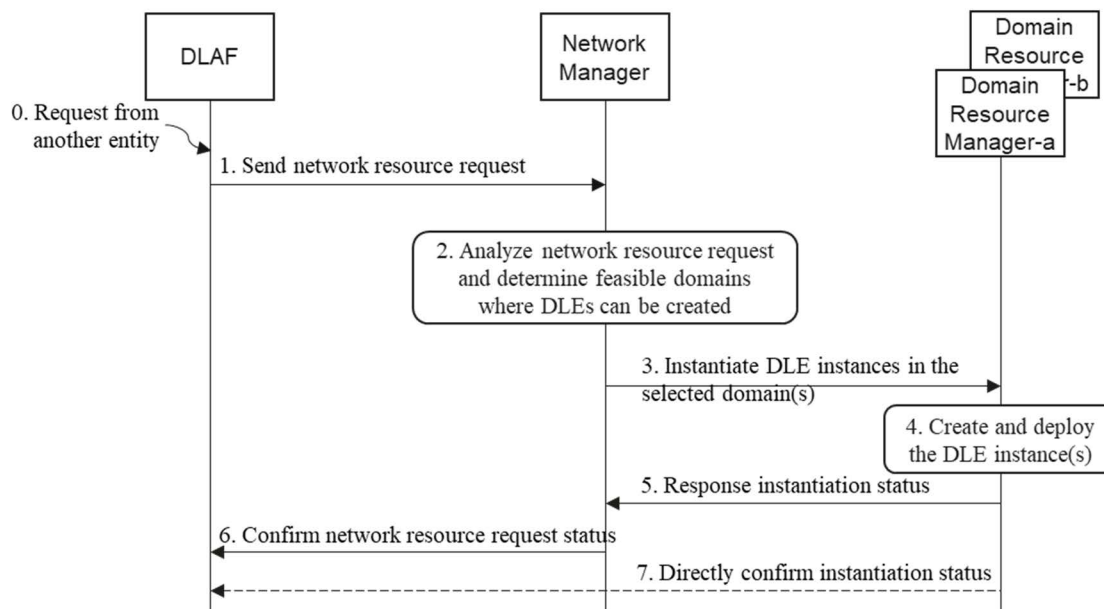 DLAF
Network
Manager
Domain
Resource
r-b
Domain
Resource
Manager-a
0. Request from
another entity
1. Send network resource request
2. Analyze network resource request
and determine feasible domains
where DLEs can be created
3. Instantiate DLE instances in the
selected domain(s)
4. Create and deploy
the DLE instance(s)
5. Response instantiation status
6. Confirm network resource request status
7. Directly confirm instantiation status